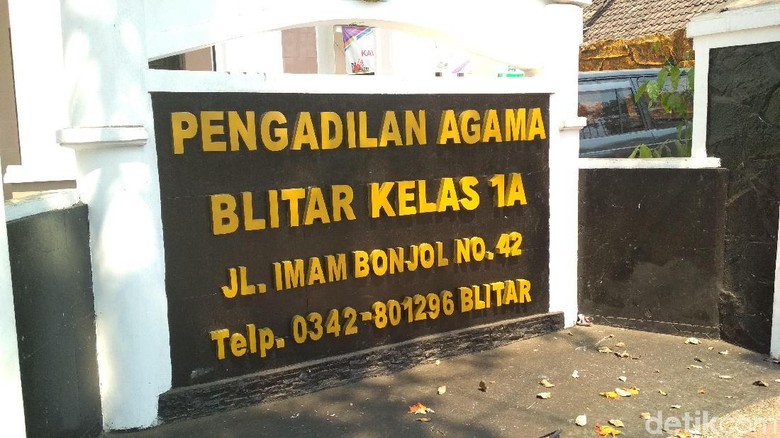 PENGADILAN AGAMA
BLITAR KELAS 1A
JL. IMAM BONJOL NO. 42
Telp. 0342-801296 BLITAR
detikcom